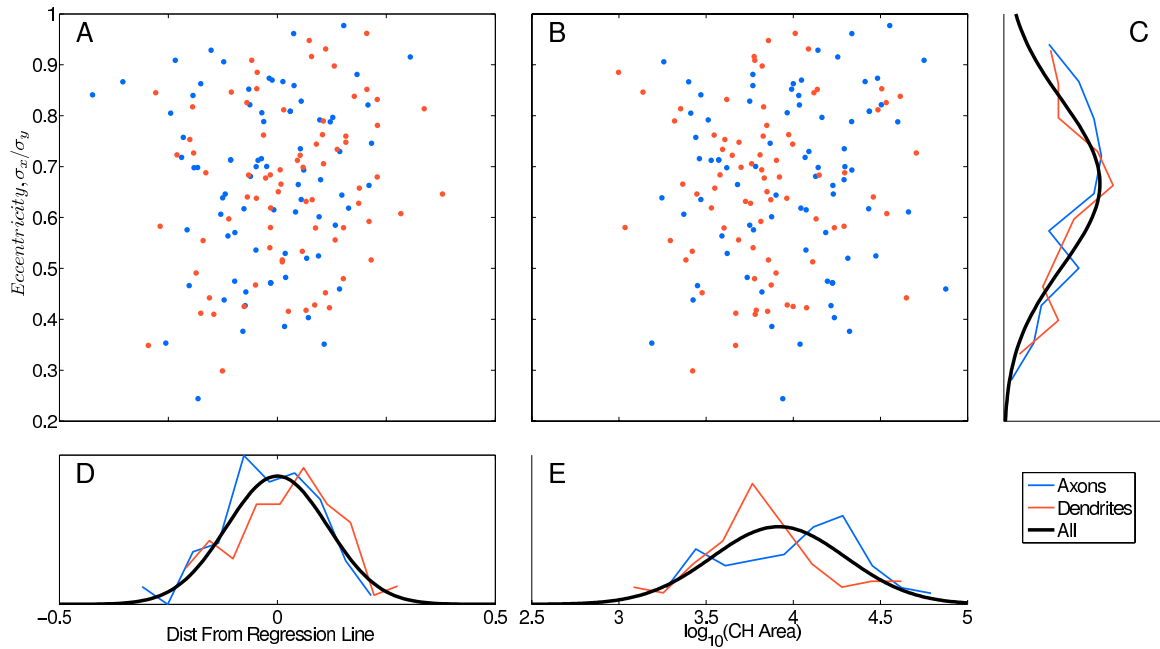 A
B
C
1
0.9
0.8
0.7
0.6
0.5
0.4
0.3
0.2
Eccentricity, σx/σy
D
E
Axons
Dendrites
All
−0.5
0
0.5
Dist From Regression Line
2.5
3
3.5
4
4.5
5
log10(CH Area)